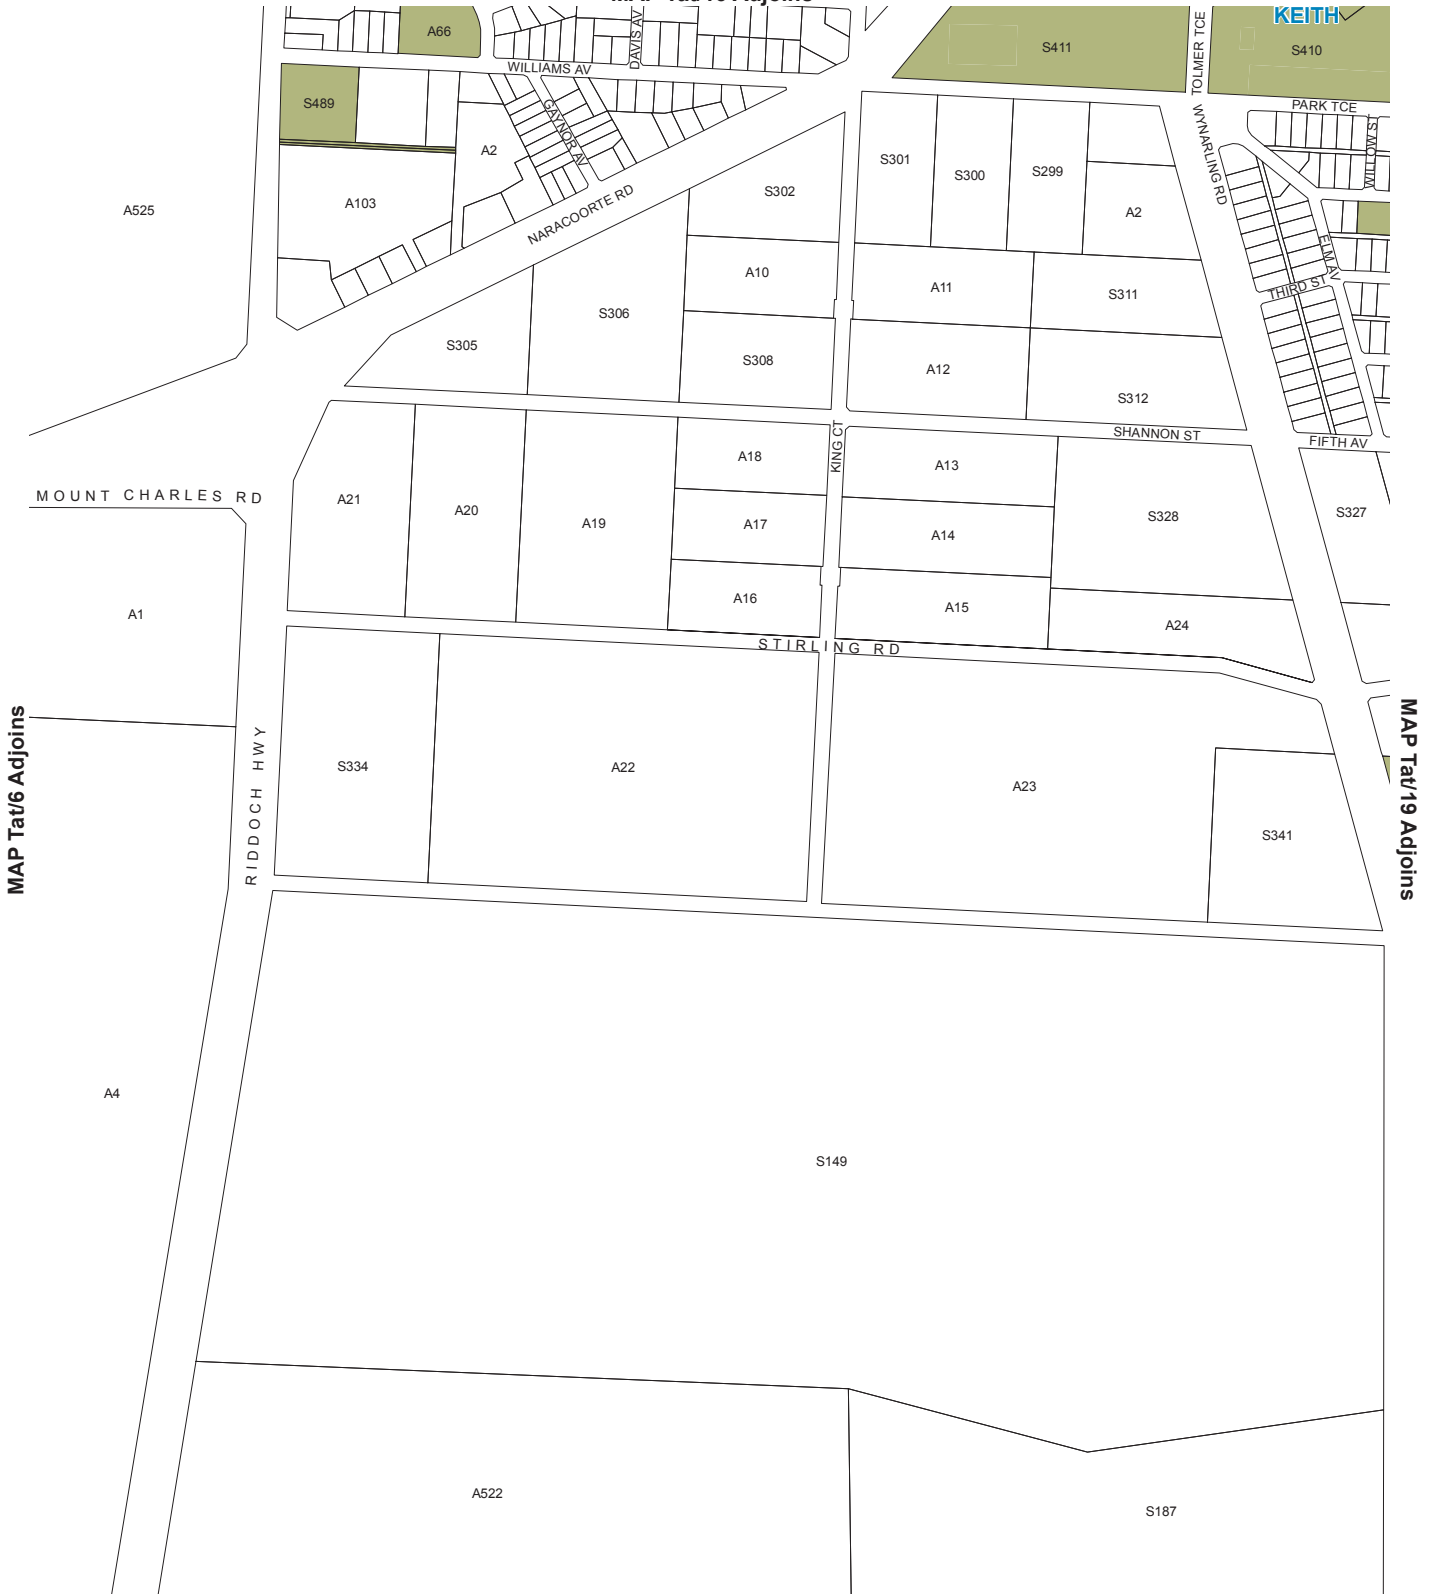 KEITH
A66
DAVIS AV
S411
TOLMER TCE
S410
WILLIAMS AV
S489
GAYNOR AV
PARK TCE
WILLOW ST
A2
S301
S300
S299
WYNARLING RD
A525
A103
NARACOORTE RD
S302
A2
ELM AV
A10
A11
S311
THIRD ST
S306
S305
S308
A12
S312
KING CT
SHANNON ST
FIFTH AV
MOUNT CHARLES RD
A21
A20
A19
A18
A17
A16
A13
A14
A15
S328
S327
A24
A1
STIRLING RD
MAP Tat/6 Adjoins
RIDDOCH HWY
S334
A22
A23
S341
MAP Tat/19 Adjoins
A4
S149
A522
S187